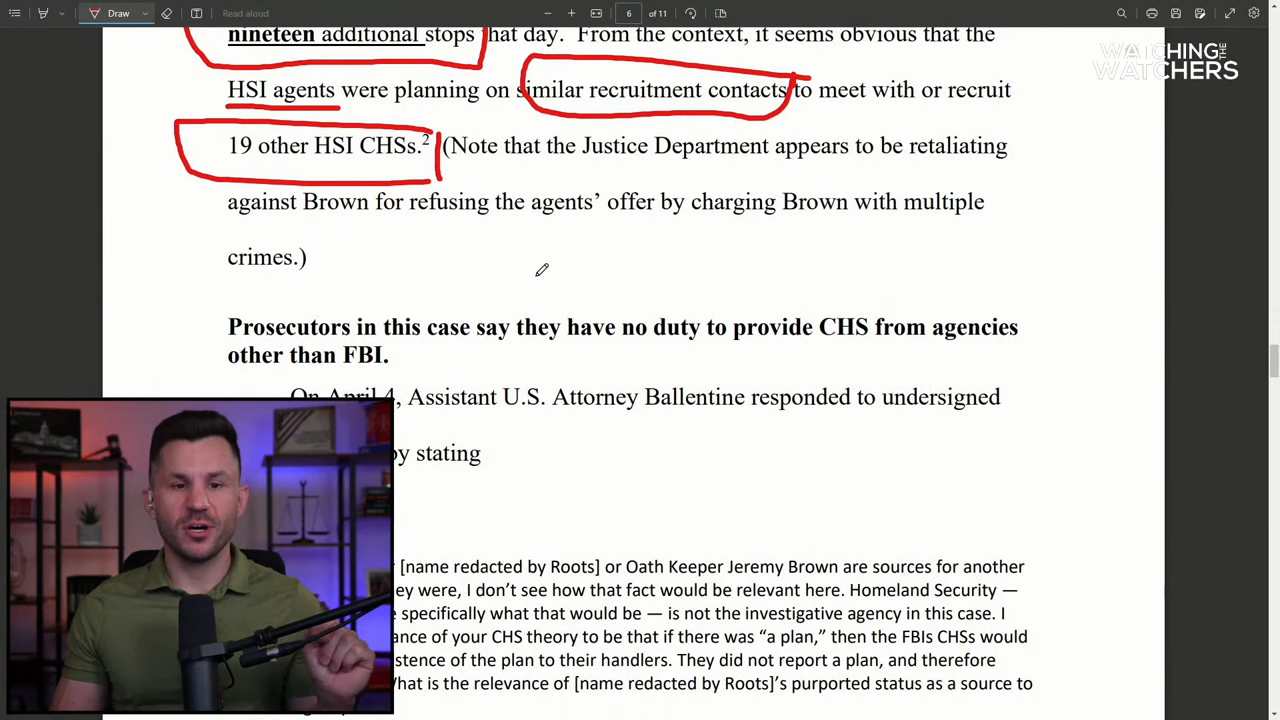 Draw
Read aloud
6 of 11
WATCHING THE WATCHERS
nineteen additional stops that day. From the context, it seems obvious that the
HSI agents were planning on similar recruitment contacts to meet with or recruit
19 other HSI CHSs.2 (Note that the Justice Department appears to be retaliating
against Brown for refusing the agents’ offer by charging Brown with multiple
crimes.)
Prosecutors in this case say they have no duty to provide CHS from agencies
other than FBI.
On April 4, Assistant U.S. Attorney Ballentine responded to undersigned
by stating
[name redacted by Roots] or Oath Keeper Jeremy Brown are sources for another
were, I don’t see how that fact would be relevant here. Homeland Security —
specifically what that would be — is not the investigative agency in this case. I
of your CHS theory to be that if there was “a plan,” then the FBIs CHSs would
of the plan to their handlers. They did not report a plan, and therefore
is the relevance of [name redacted by Roots]’s purported status as a source to